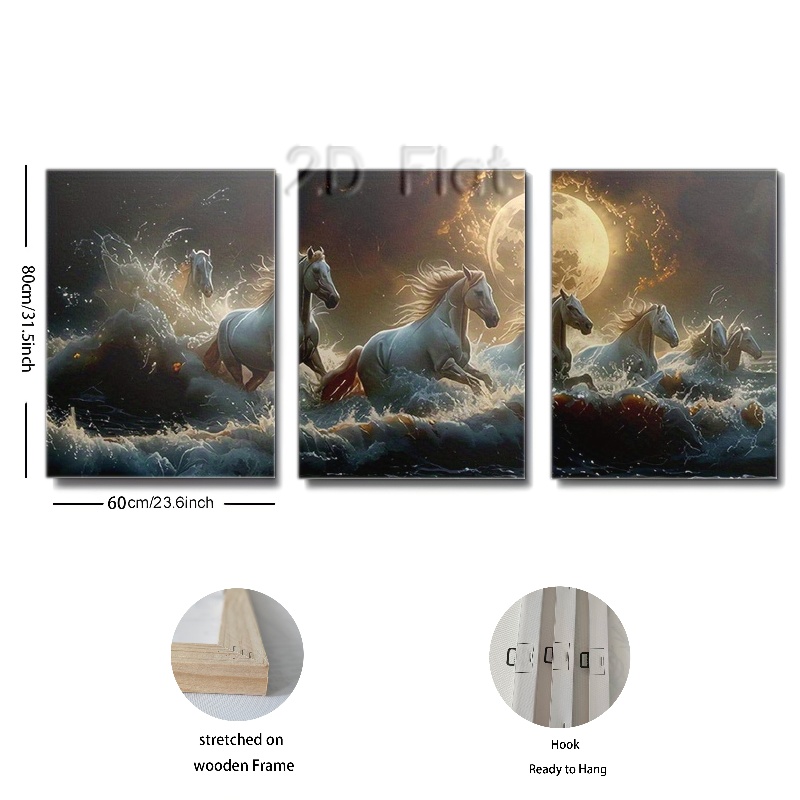 2D Flat
80cm/31.5inch
60cm/23.6inch
stretched on
wooden Frame
Hook
Ready to Hang